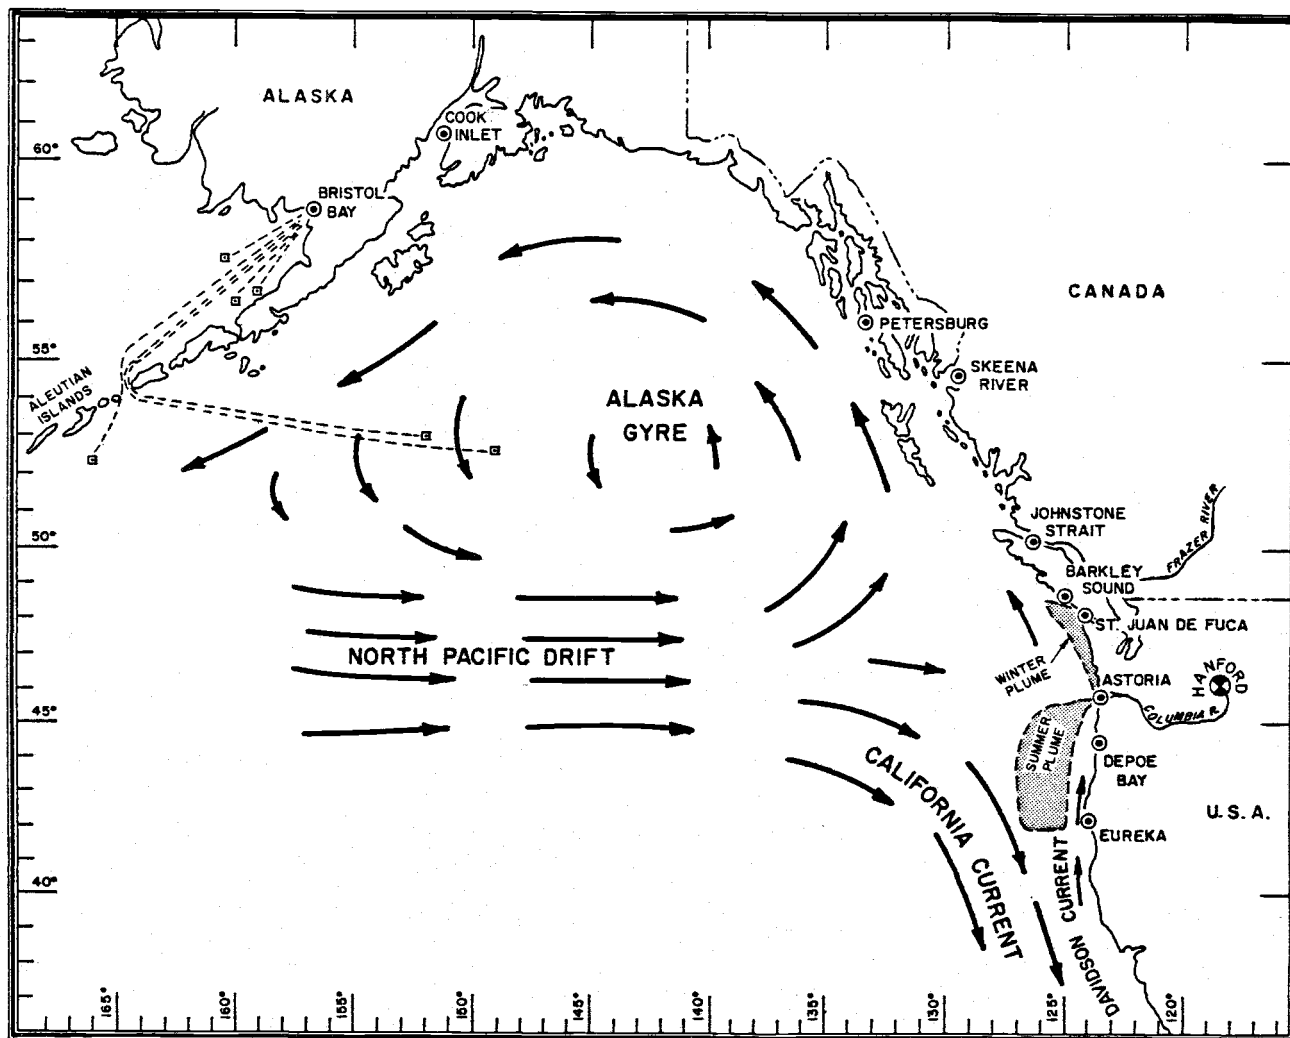 ALASKA
COOK
INLET
60°
BRISTOL
BAY
CANADA
PETERSBURG
55°
SKEENA
RIVER
ALEUTIAN
ISLANDS
ALASKA
GYRE
JOHNSTONE
STRAIT
FRAZER RIVER
50°
BARKLEY
SOUND
ST. JUAN DE FUCA
NORTH PACIFIC DRIFT
WINTER
PLUME
HANFORD
ASTORIA
COLUMBIA R.
45°
SUMMER
PLUME
DEPOE
BAY
CALIFORNIA CURRENT
U.S.A.
EUREKA
40°
DAVIDSON CURRENT
165°
160°
155°
150°
145°
140°
135°
130°
125°
120°